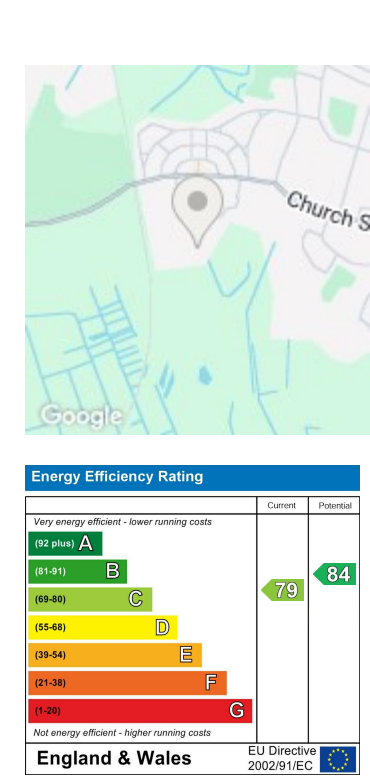 Church S
Google
Energy Efficiency Rating
Current Potential
Very energy efficient - lower running costs
(92 plus) A
(81-91) B
84
(69-80) C
79
(55-68) D
(39-54) E
(21-38) F
(1-20) G
Not energy efficient - higher running costs
England & Wales
EU Directive
2002/91/EC